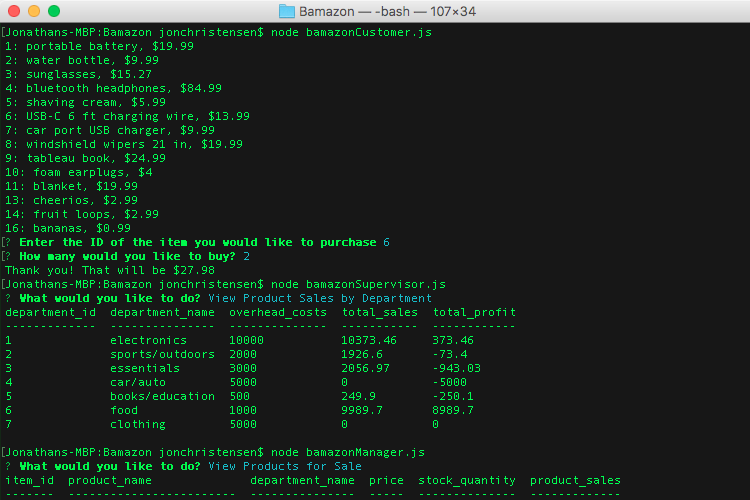 Bamazon — -bash — 107×34
[Jonathans-MBP:Bamazon jonchristensen$ node bamazonCustomer.js
1: portable battery, $19.99
2: water bottle, $9.99
3: sunglasses, $15.27
4: bluetooth headphones, $84.99
5: shaving cream, $5.99
6: USB-C 6 ft charging wire, $13.99
7: car port USB charger, $9.99
8: windshield wipers 21 in, $19.99
9: tableau book, $24.99
10: foam earplugs, $4
11: blanket, $19.99
13: cheerios, $2.99
14: fruit loops, $2.99
16: bananas, $0.99
[? Enter the ID of the item you would like to purchase 6
[? How many would you like to buy? 2
Thank you! That will be $27.98
[Jonathans-MBP:Bamazon jonchristensen$ node bamazonSupervisor.js
? What would you like to do? View Product Sales by Department
department_id  department_name  overhead_costs  total_sales  total_profit
-------------  ---------------  --------------  -----------  ------------
1              electronics      10000           10373.46     373.46
2              sports/outdoors  2000            1926.6       -73.4
3              essentials       3000            2056.97      -943.03
4              car/auto         5000            0            -5000
5              books/education  500             249.9        -250.1
6              food             1000            9989.7       8989.7
7              clothing         5000            0            0
[Jonathans-MBP:Bamazon jonchristensen$ node bamazonManager.js
? What would you like to do? View Products for Sale
item_id  product_name              department_name  price  stock_quantity  product_sales
-------  ------------------------  ---------------  -----  --------------  -------------